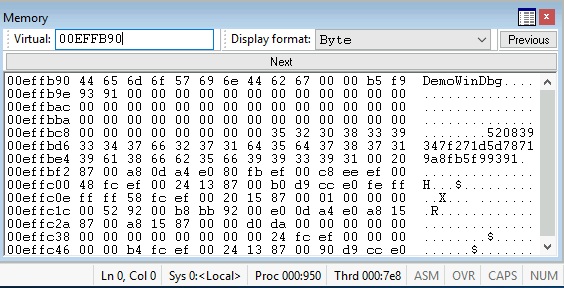 Memory
Virtual: 00EFFB90 Display format: Byte Previous
Next
00effb90 44 65 6d 6f 57 69 6e 44 62 67 00 00 b5 f9 DemoWinDbg....
00effb9e 93 91 00 00 00 00 00 00 00 00 00 00 00 00 ..............
00effbac 00 00 00 00 00 00 00 00 00 00 00 00 00 00 ..............
00effbba 00 00 00 00 00 00 00 00 00 00 00 00 00 00 ..............
00effbc8 00 00 00 00 00 00 00 00 35 32 30 38 33 39 ........520839
00effbd6 33 34 37 66 32 37 31 64 35 64 37 38 37 31 347f271d5d7871
00effbe4 39 61 38 66 62 35 66 39 39 33 39 31 00 20 9a8fb5f99391. 
00effbf2 87 00 a8 0d a4 e0 80 fb ef 00 c8 ee ef 00 ..............
00effc00 48 fc ef 00 24 13 87 00 b0 d9 cc e0 fe ff H...$.........
00effc0e ff ff 58 fc ef 00 20 15 87 00 01 00 00 00 ..X... .......
00effc1c 00 52 92 00 b8 bb 92 00 e0 0d a4 e0 a8 15 .R............
00effc2a 87 00 a8 15 87 00 00 d0 da 00 00 00 00 00 ..............
00effc38 00 00 00 00 00 00 00 00 24 fc ef 00 00 00 ........$.....
00effc46 00 00 b4 fc ef 00 24 13 87 00 90 d9 cc e0 ......$.......
Ln 0, Col 0 Sys 0:<Local> Proc 000:950 Thrd 000:7e8 ASM OVR CAPS NUM